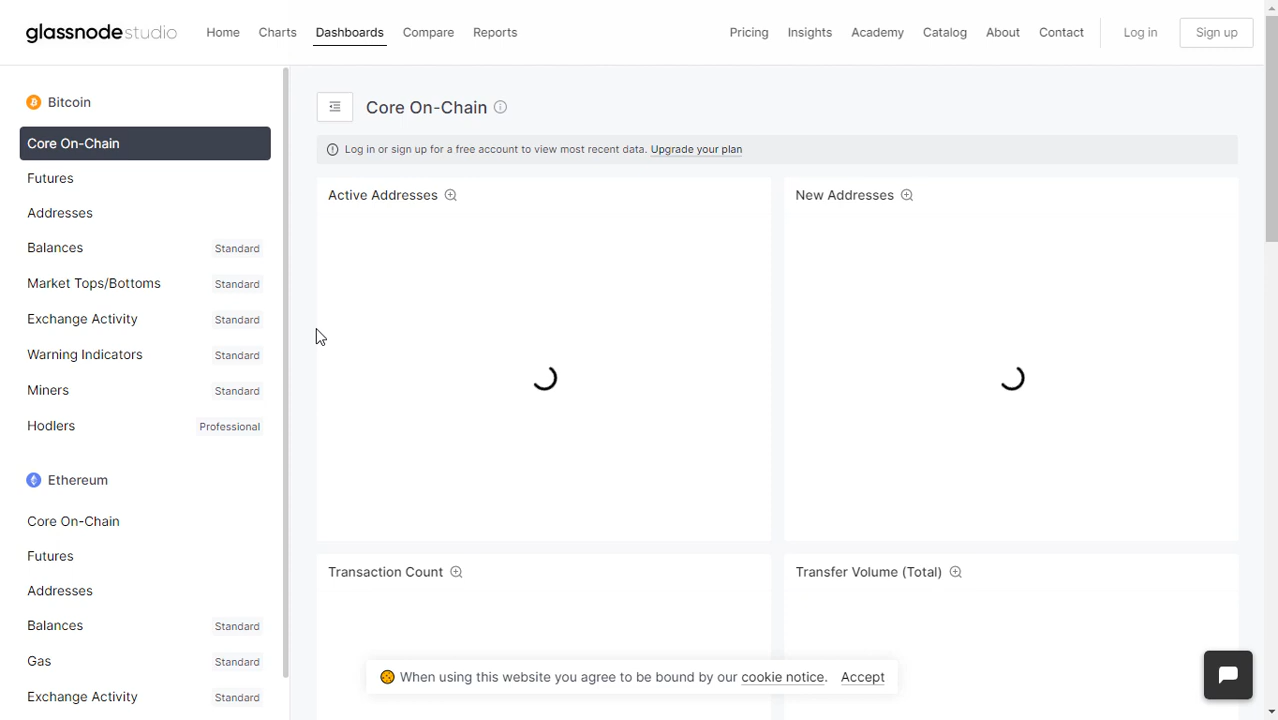 glassnodestudio Home Charts Dashboards Compare Reports Pricing Insights Academy Catalog About Contact Log in Sign up
Bitcoin
Core On-Chain
Futures
Addresses
Balances Standard
Market Tops/Bottoms Standard
Exchange Activity Standard
Warning Indicators Standard
Miners Standard
Hodlers Professional
Ethereum
Core On-Chain
Futures
Addresses
Balances Standard
Gas Standard
Exchange Activity Standard
Core On-Chain
Log in or sign up for a free account to view most recent data. Upgrade your plan
Active Addresses
New Addresses
Transaction Count
Transfer Volume (Total)
When using this website you agree to be bound by our cookie notice. Accept